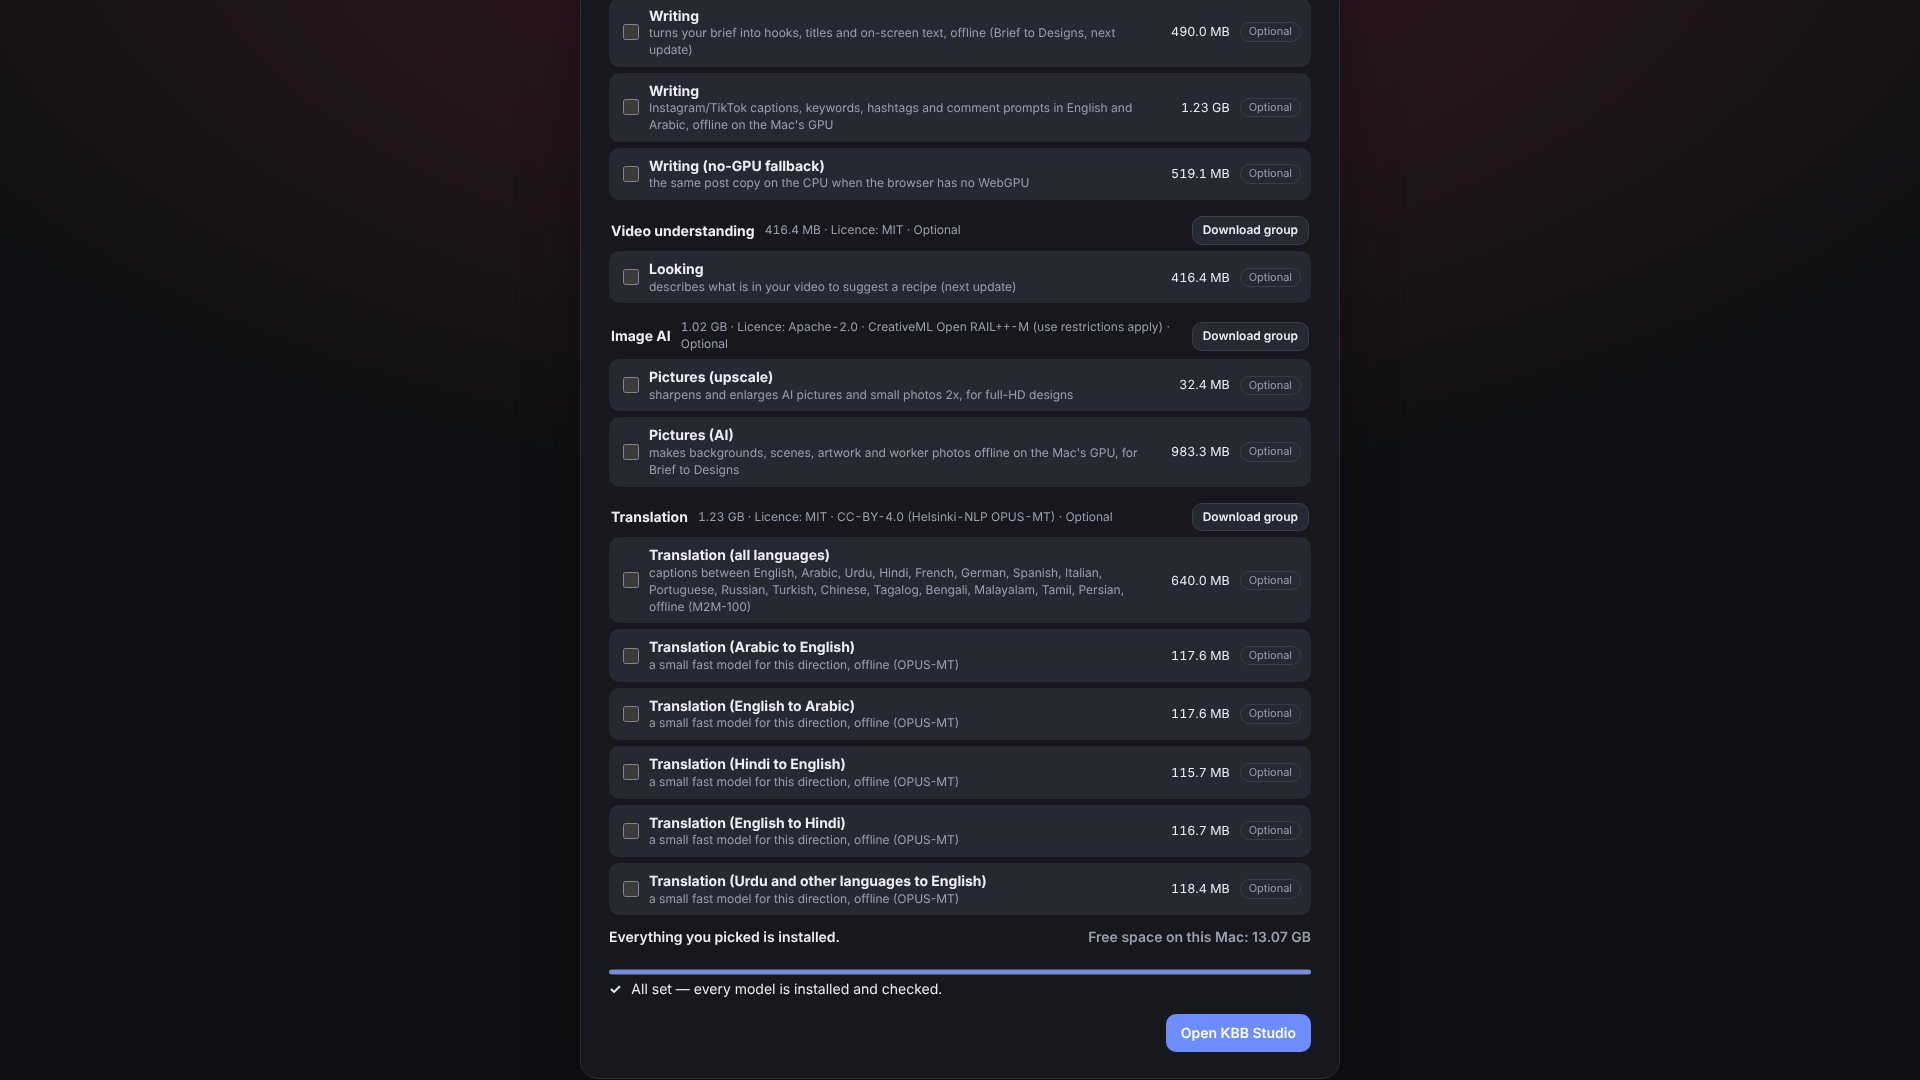 Writing
turns your brief into hooks, titles and on-screen text, offline (Brief to Designs, next
update)
490.0 MB
Optional
Writing
Instagram/TikTok captions, keywords, hashtags and comment prompts in English and
Arabic, offline on the Mac's GPU
1.23 GB
Optional
Writing (no-GPU fallback)
the same post copy on the CPU when the browser has no WebGPU
519.1 MB
Optional
Video understanding 416.4 MB · Licence: MIT · Optional
Download group
Looking
describes what is in your video to suggest a recipe (next update)
416.4 MB
Optional
Image AI
1.02 GB · Licence: Apache-2.0 · CreativeML Open RAIL++-M (use restrictions apply) ·
Optional
Download group
Pictures (upscale)
sharpens and enlarges AI pictures and small photos 2x, for full-HD designs
32.4 MB
Optional
Pictures (AI)
makes backgrounds, scenes, artwork and worker photos offline on the Mac's GPU, for
Brief to Designs
983.3 MB
Optional
Translation 1.23 GB · Licence: MIT · CC-BY-4.0 (Helsinki-NLP OPUS-MT) · Optional
Download group
Translation (all languages)
captions between English, Arabic, Urdu, Hindi, French, German, Spanish, Italian,
Portuguese, Russian, Turkish, Chinese, Tagalog, Bengali, Malayalam, Tamil, Persian,
offline (M2M-100)
640.0 MB
Optional
Translation (Arabic to English)
a small fast model for this direction, offline (OPUS-MT)
117.6 MB
Optional
Translation (English to Arabic)
a small fast model for this direction, offline (OPUS-MT)
117.6 MB
Optional
Translation (Hindi to English)
a small fast model for this direction, offline (OPUS-MT)
115.7 MB
Optional
Translation (English to Hindi)
a small fast model for this direction, offline (OPUS-MT)
116.7 MB
Optional
Translation (Urdu and other languages to English)
a small fast model for this direction, offline (OPUS-MT)
118.4 MB
Optional
Everything you picked is installed.
Free space on this Mac: 13.07 GB
✓ All set — every model is installed and checked.
Open KBB Studio